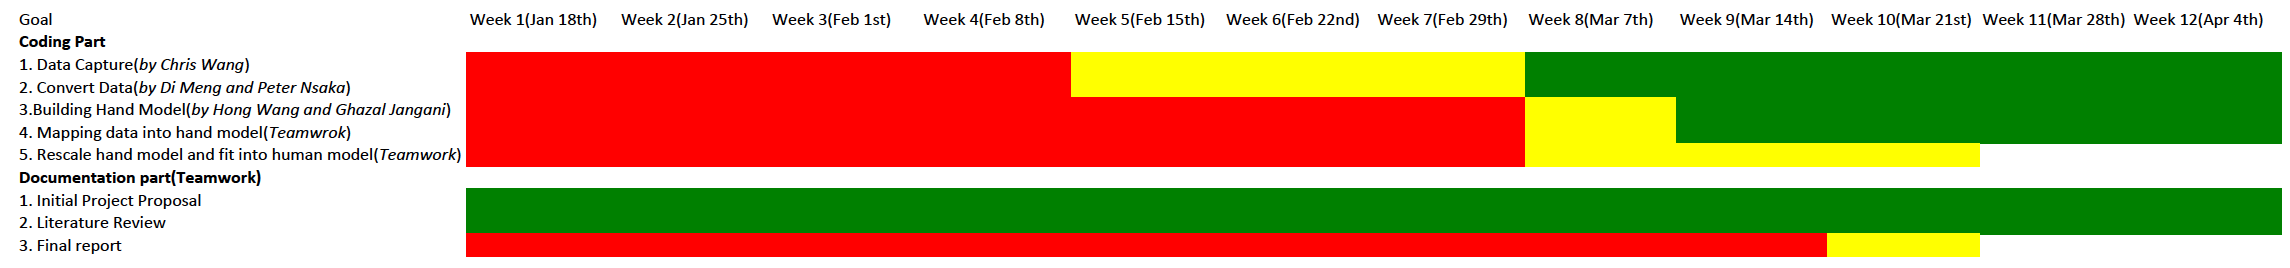 Goal Week 1(Jan 18th) Week 2(Jan 25th) Week 3(Feb 1st) Week 4(Feb 8th) Week 5(Feb 15th) Week 6(Feb 22nd) Week 7(Feb 29th) Week 8(Mar 7th) Week 9(Mar 14th) Week 10(Mar 21st) Week 11(Mar 28th) Week 12(Apr 4th)
Coding Part
1. Data Capture(by Chris Wang)
2. Convert Data(by Di Meng and Peter Nsaka)
3.Building Hand Model(by Hong Wang and Ghazal Jangani)
4. Mapping data into hand model(Teamwrok)
5. Rescale hand model and fit into human model(Teamwork)
Documentation part(Teamwork)
1. Initial Project Proposal
2. Literature Review
3. Final report